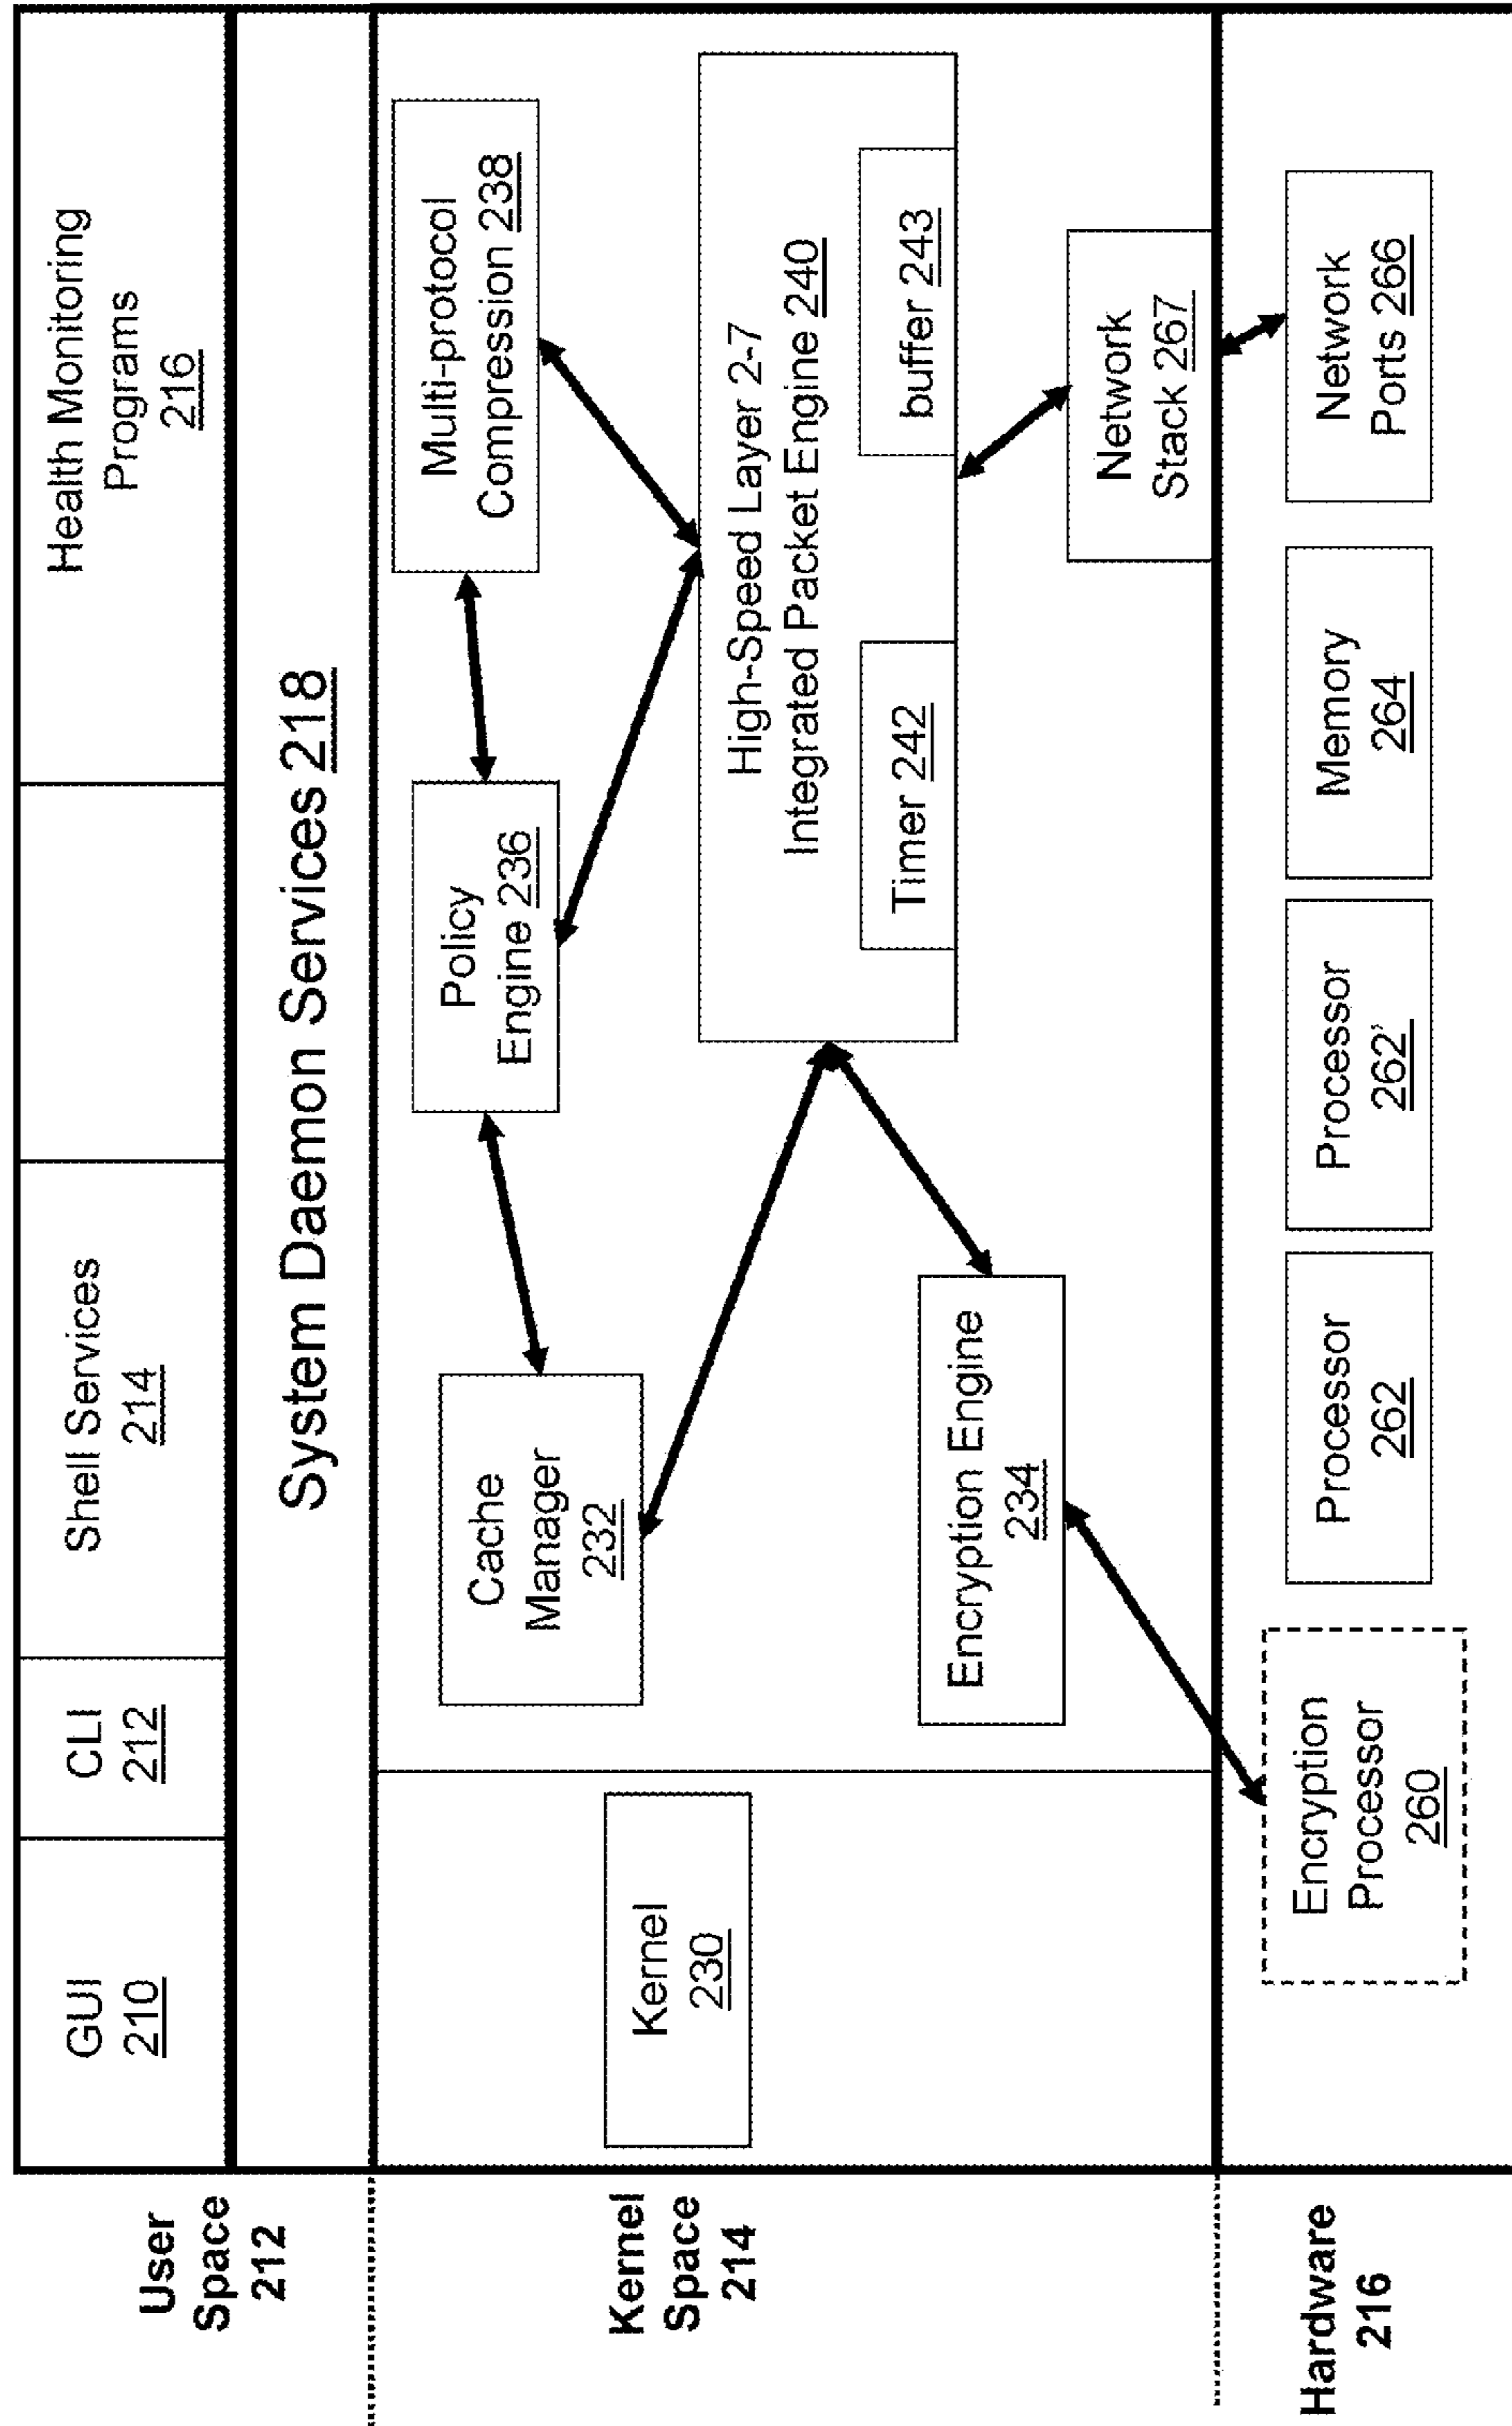 User
Space
212
GUI
210
CLI
212
Shell Services
214
Health Monitoring
Programs
216
System Daemon Services 218
Kernel
Space
214
Kernel
230
Cache
Manager
232
Policy
Engine 236
Multi-protocol
Compression 238
High-Speed Layer 2-7
Integrated Packet Engine 240
Timer 242
buffer 243
Encryption Engine
234
Network
Stack 267
Hardware
216
Encryption
Processor
260
Processor
262
Processor
262'
Memory
264
Network
Ports 266